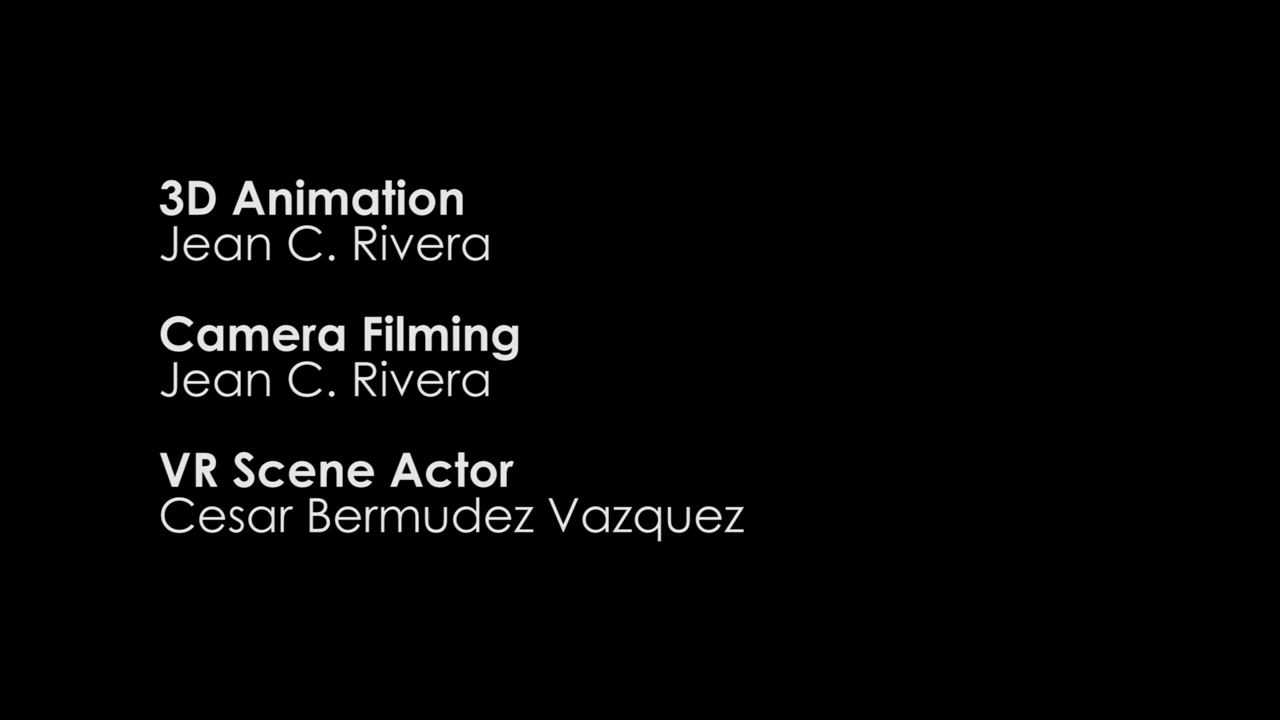 3D Animation
Jean C. Rivera
Camera Filming
Jean C. Rivera
VR Scene Actor
Cesar Bermudez Vazquez